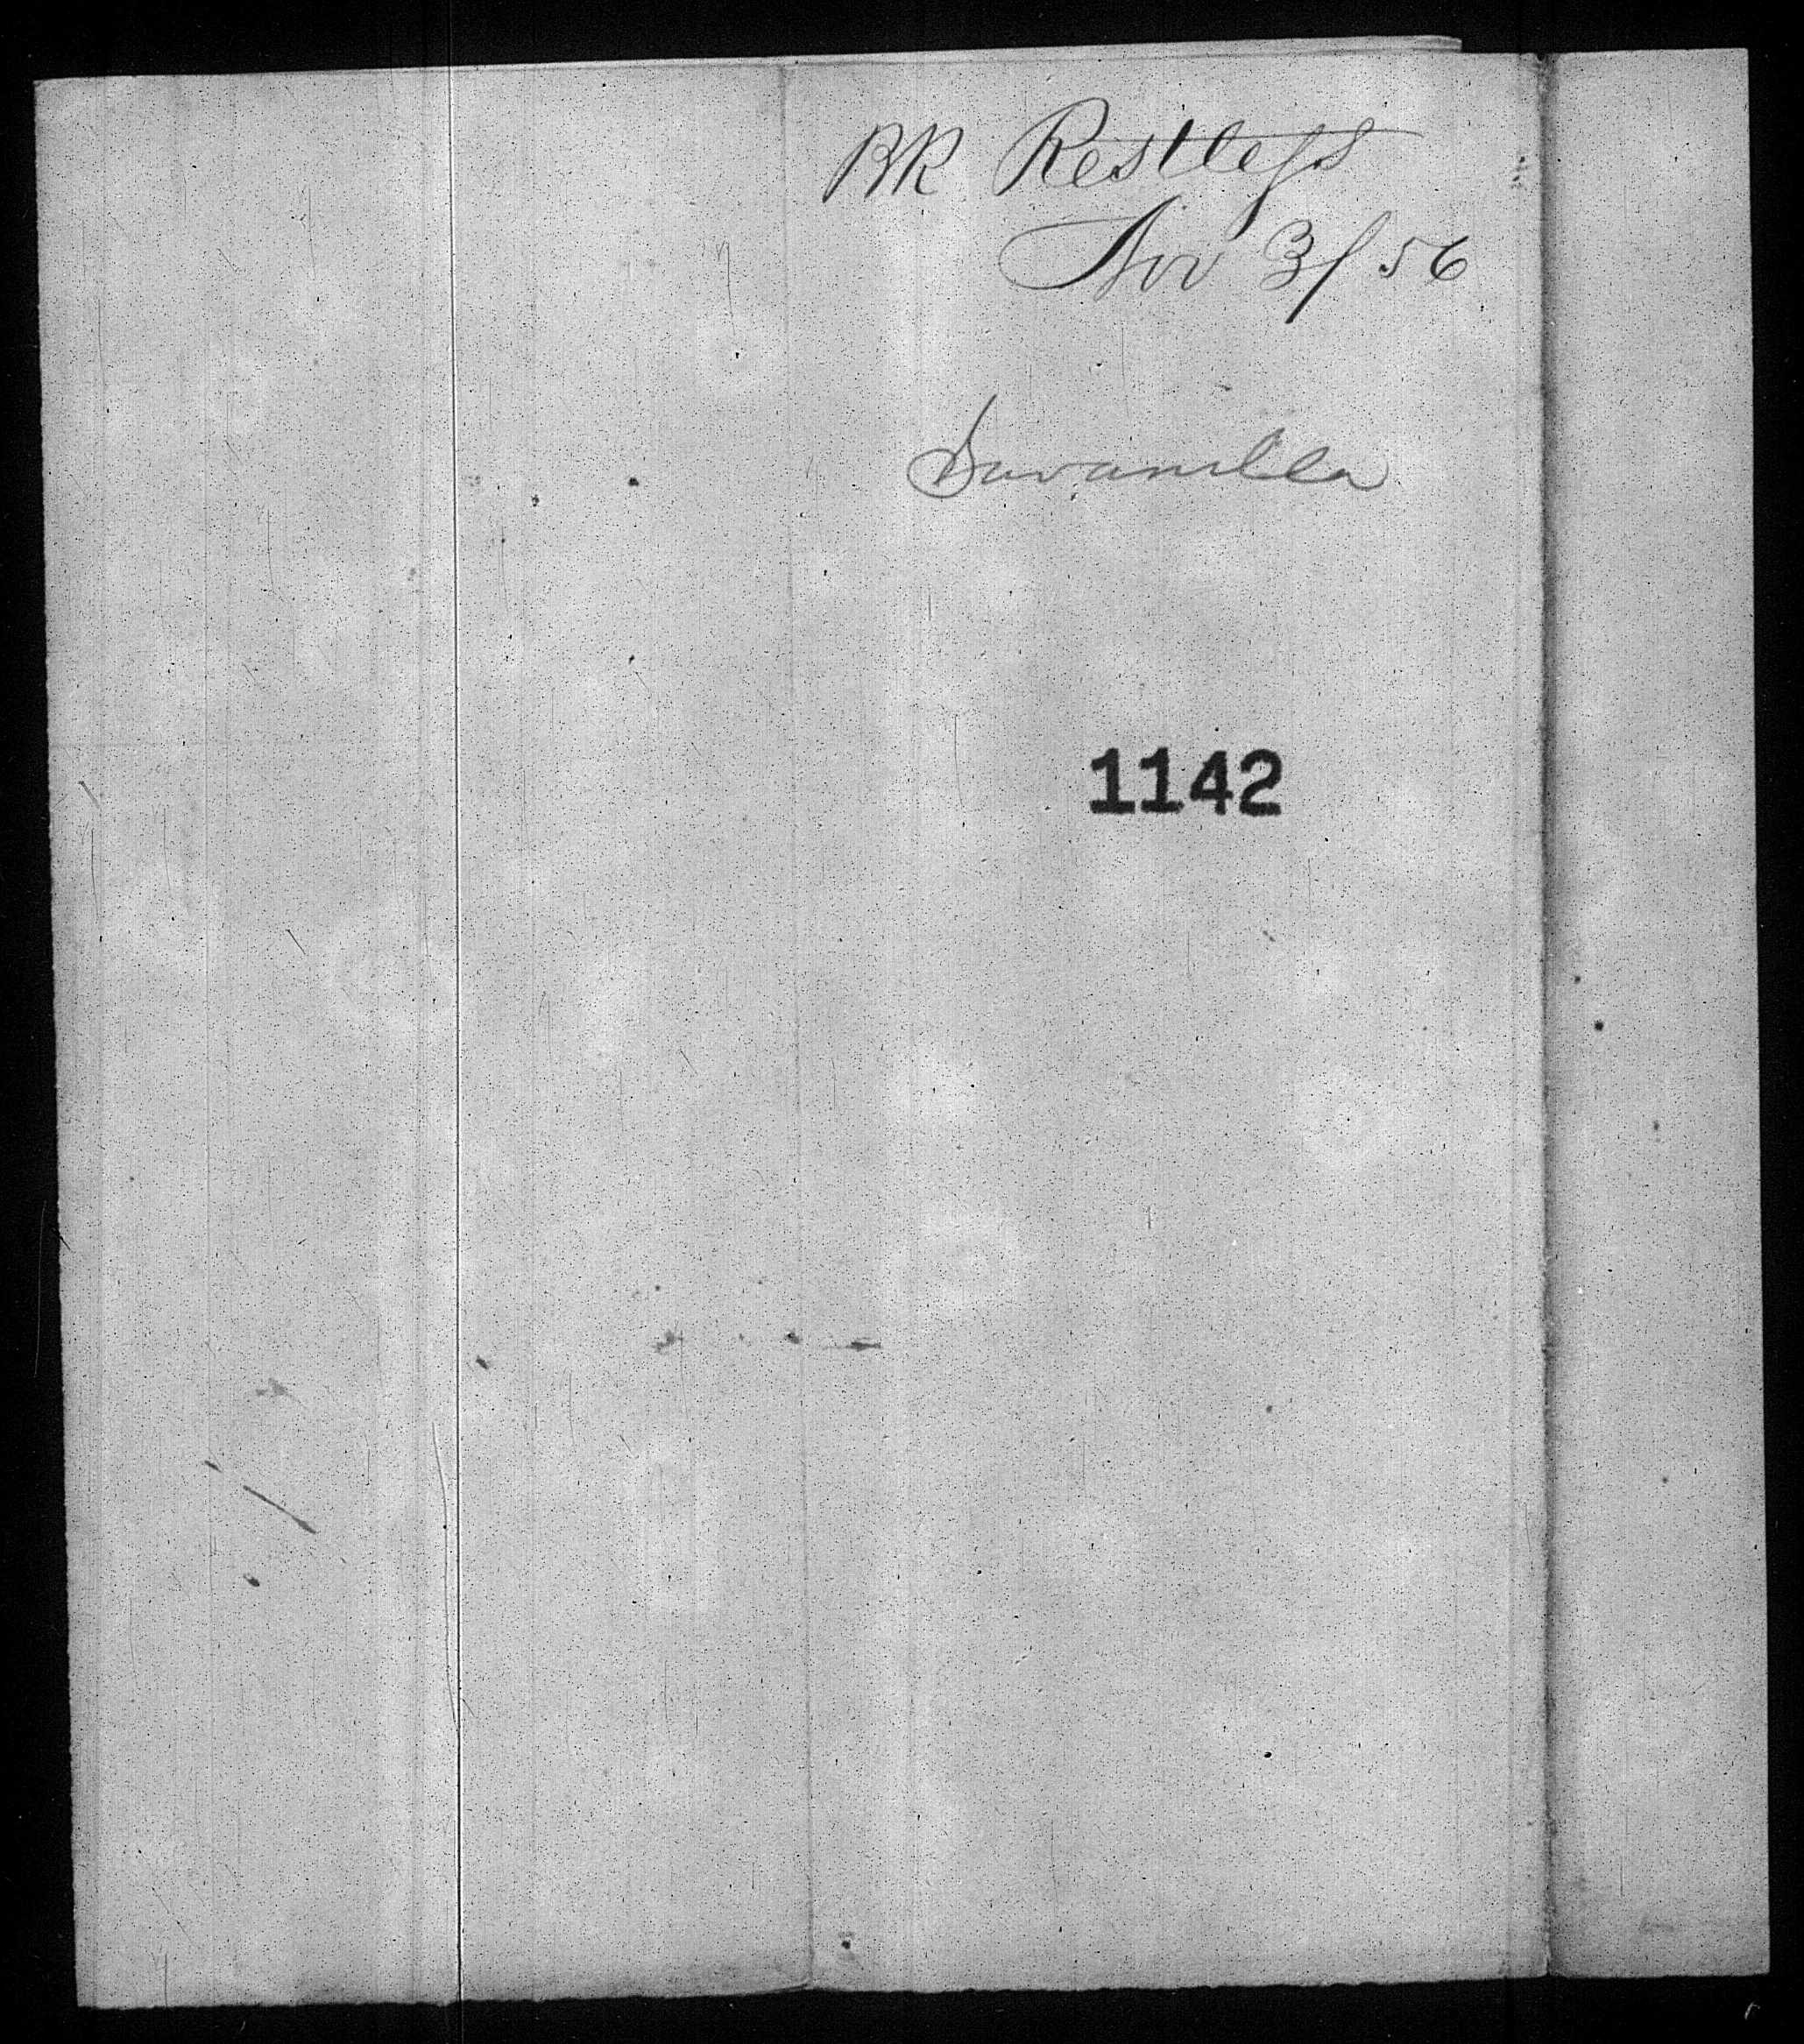 BK Restless
Nov 3/56
Savanilla
1142